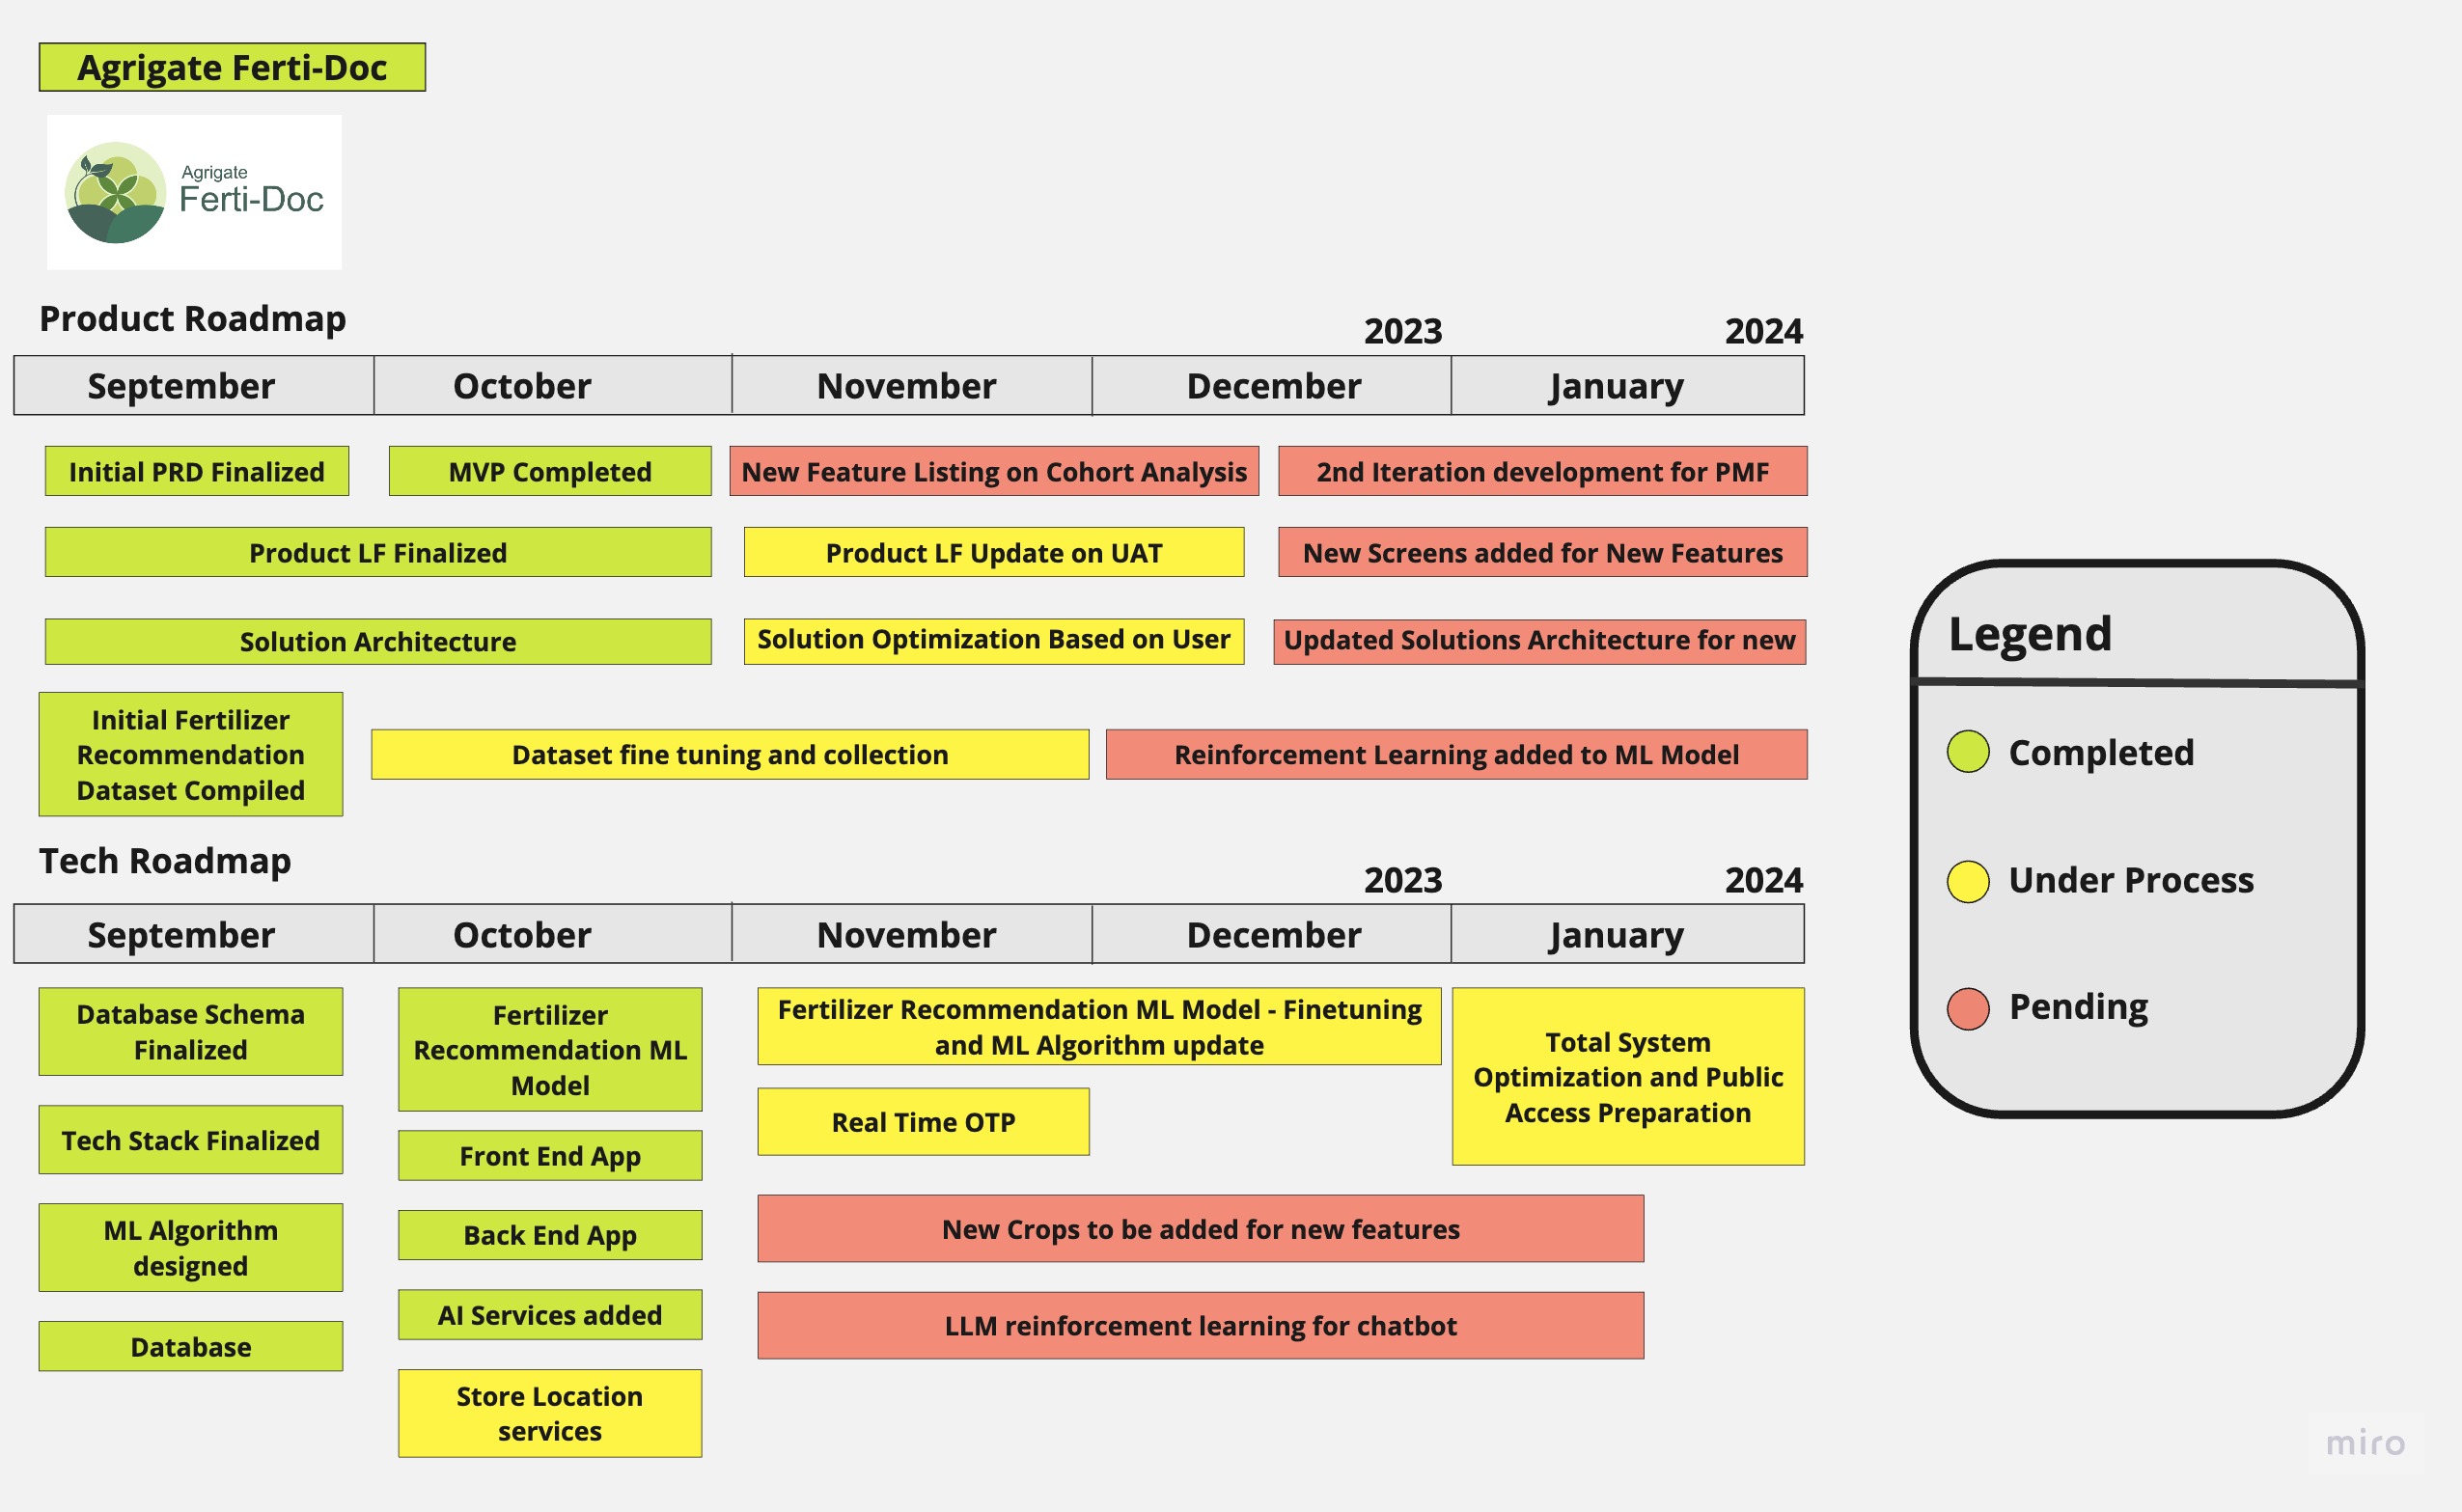 Agrigate Ferti-Doc
Agrigate
Ferti-Doc
Product Roadmap
2023
2024
September
October
November
December
January
Initial PRD Finalized
MVP Completed
New Feature Listing on Cohort Analysis
2nd Iteration development for PMF
Product LF Finalized
Product LF Update on UAT
New Screens added for New Features
Solution Architecture
Solution Optimization Based on User
Updated Solutions Architecture for new
Initial Fertilizer
Recommendation
Dataset Compiled
Dataset fine tuning and collection
Reinforcement Learning added to ML Model
Tech Roadmap
2023
2024
September
October
November
December
January
Database Schema
Finalized
Tech Stack Finalized
ML Algorithm
designed
Database
Fertilizer
Recommendation ML
Model
Front End App
Back End App
AI Services added
Store Location
services
Fertilizer Recommendation ML Model - Finetuning
and ML Algorithm update
Real Time OTP
Total System
Optimization and Public
Access Preparation
New Crops to be added for new features
LLM reinforcement learning for chatbot
Legend
Completed
Under Process
Pending
miro